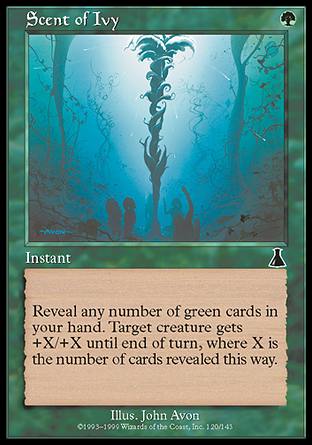 Scent of Ivy
AVON
Instant
Reveal any number of green cards in
your hand. Target creature gets
+X/+X until end of turn, where X is
the number of cards revealed this way.
Illus. John Avon
©1993–1999 Wizards of the Coast, Inc. 120/143